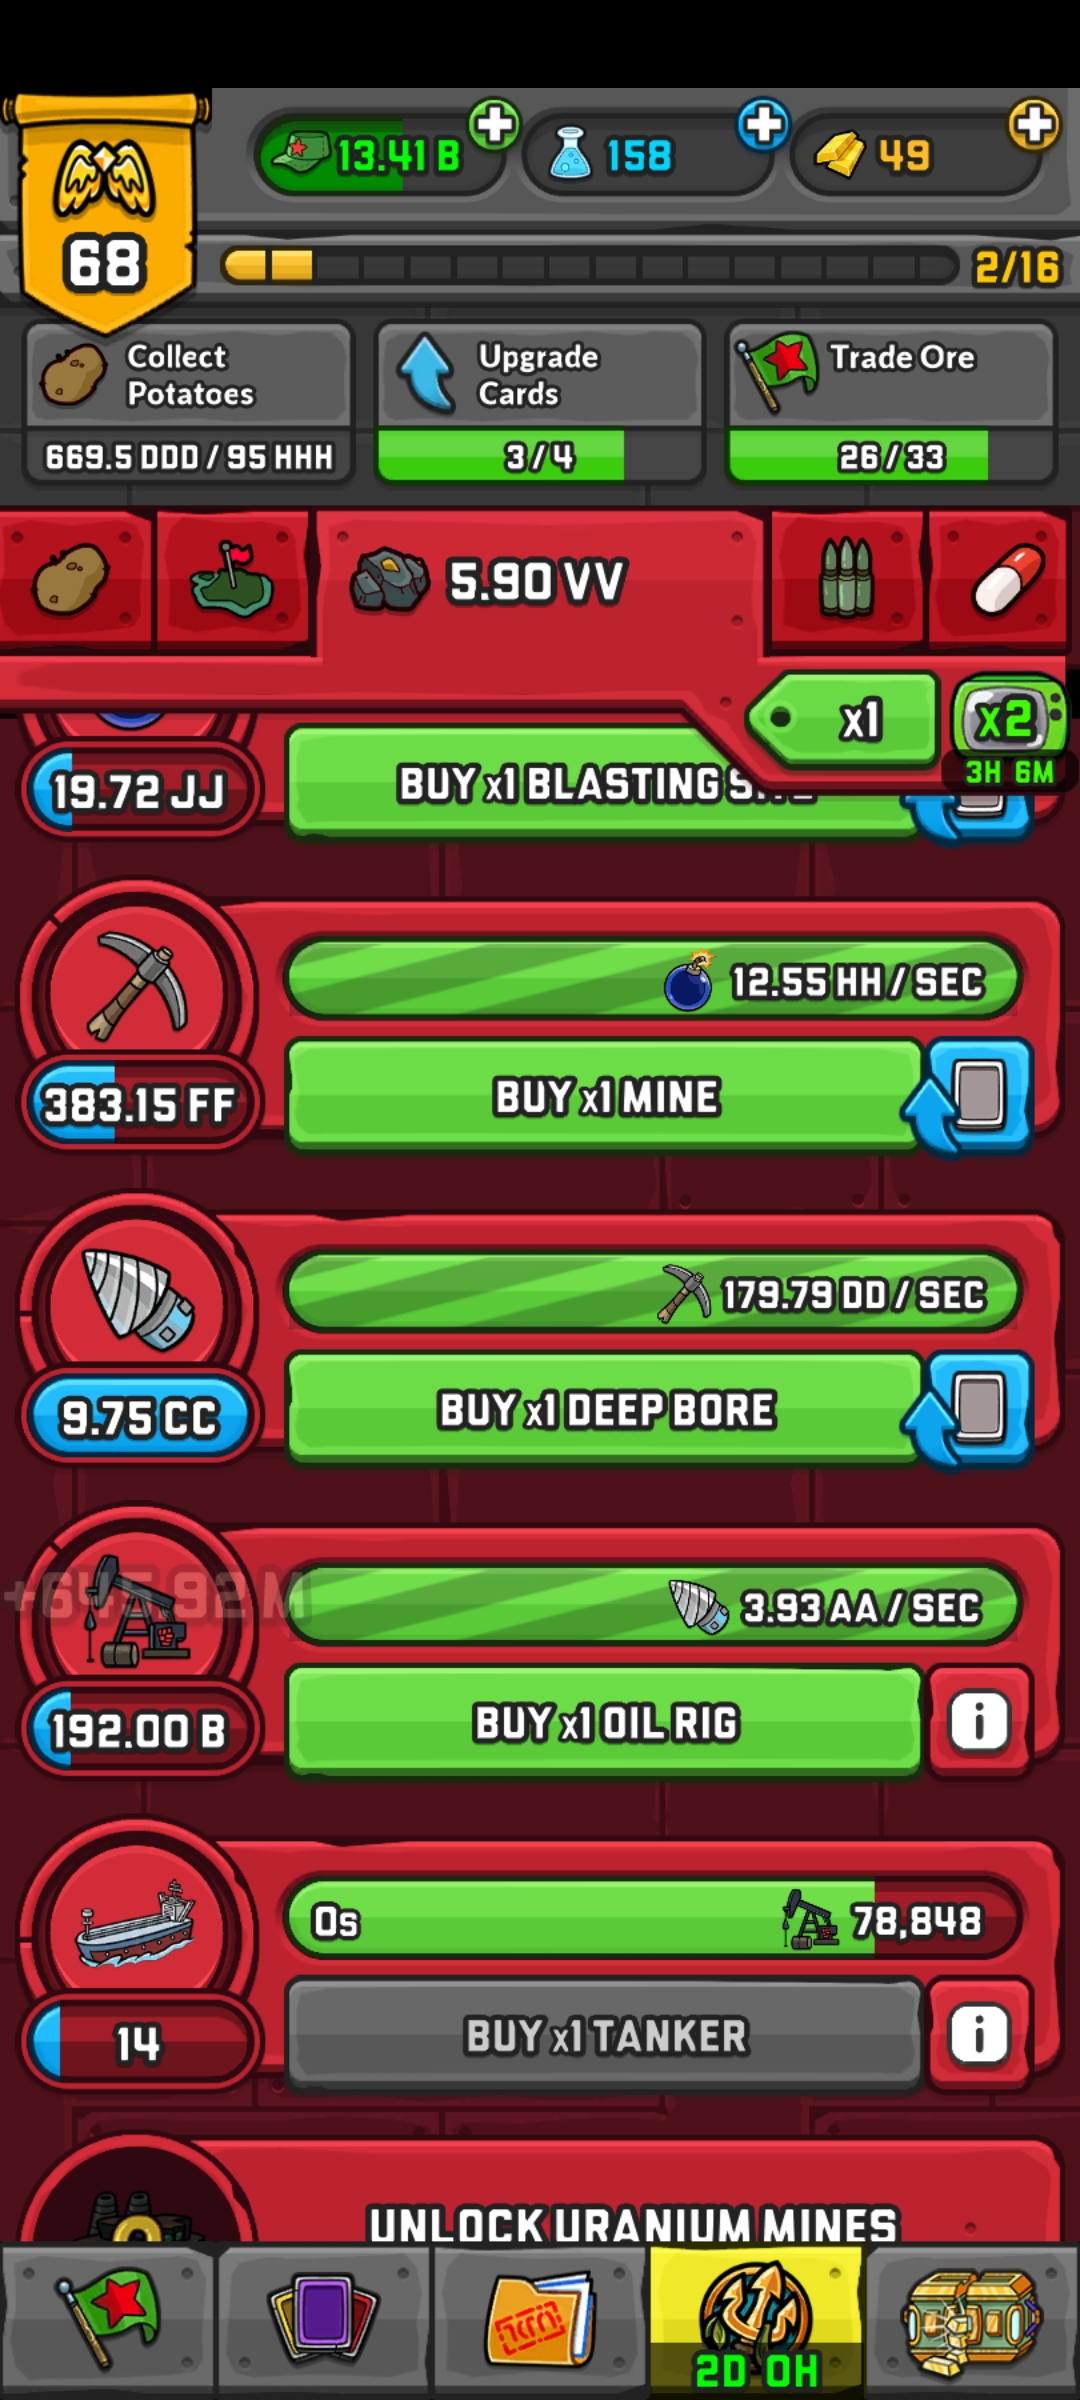 68
13.41 B
158
49
2/16
Collect
Potatoes
669.5 DDD / 95 HHH
Upgrade
Cards
3/4
Trade Ore
26/33
5.90 VV
x1
x2
3H 6M
19.72 JJ
BUY x1 BLASTING
12.55 HH / SEC
383.15 FF
BUY x1 MINE
179.79 DD / SEC
9.75 CC
BUY x1 DEEP BORE
+645.92 M
3.93 AA / SEC
192.00 B
BUY x1 OIL RIG
i
0s
78,848
14
BUY x1 TANKER
i
UNLOCK URANIUM MINES
2D 0H